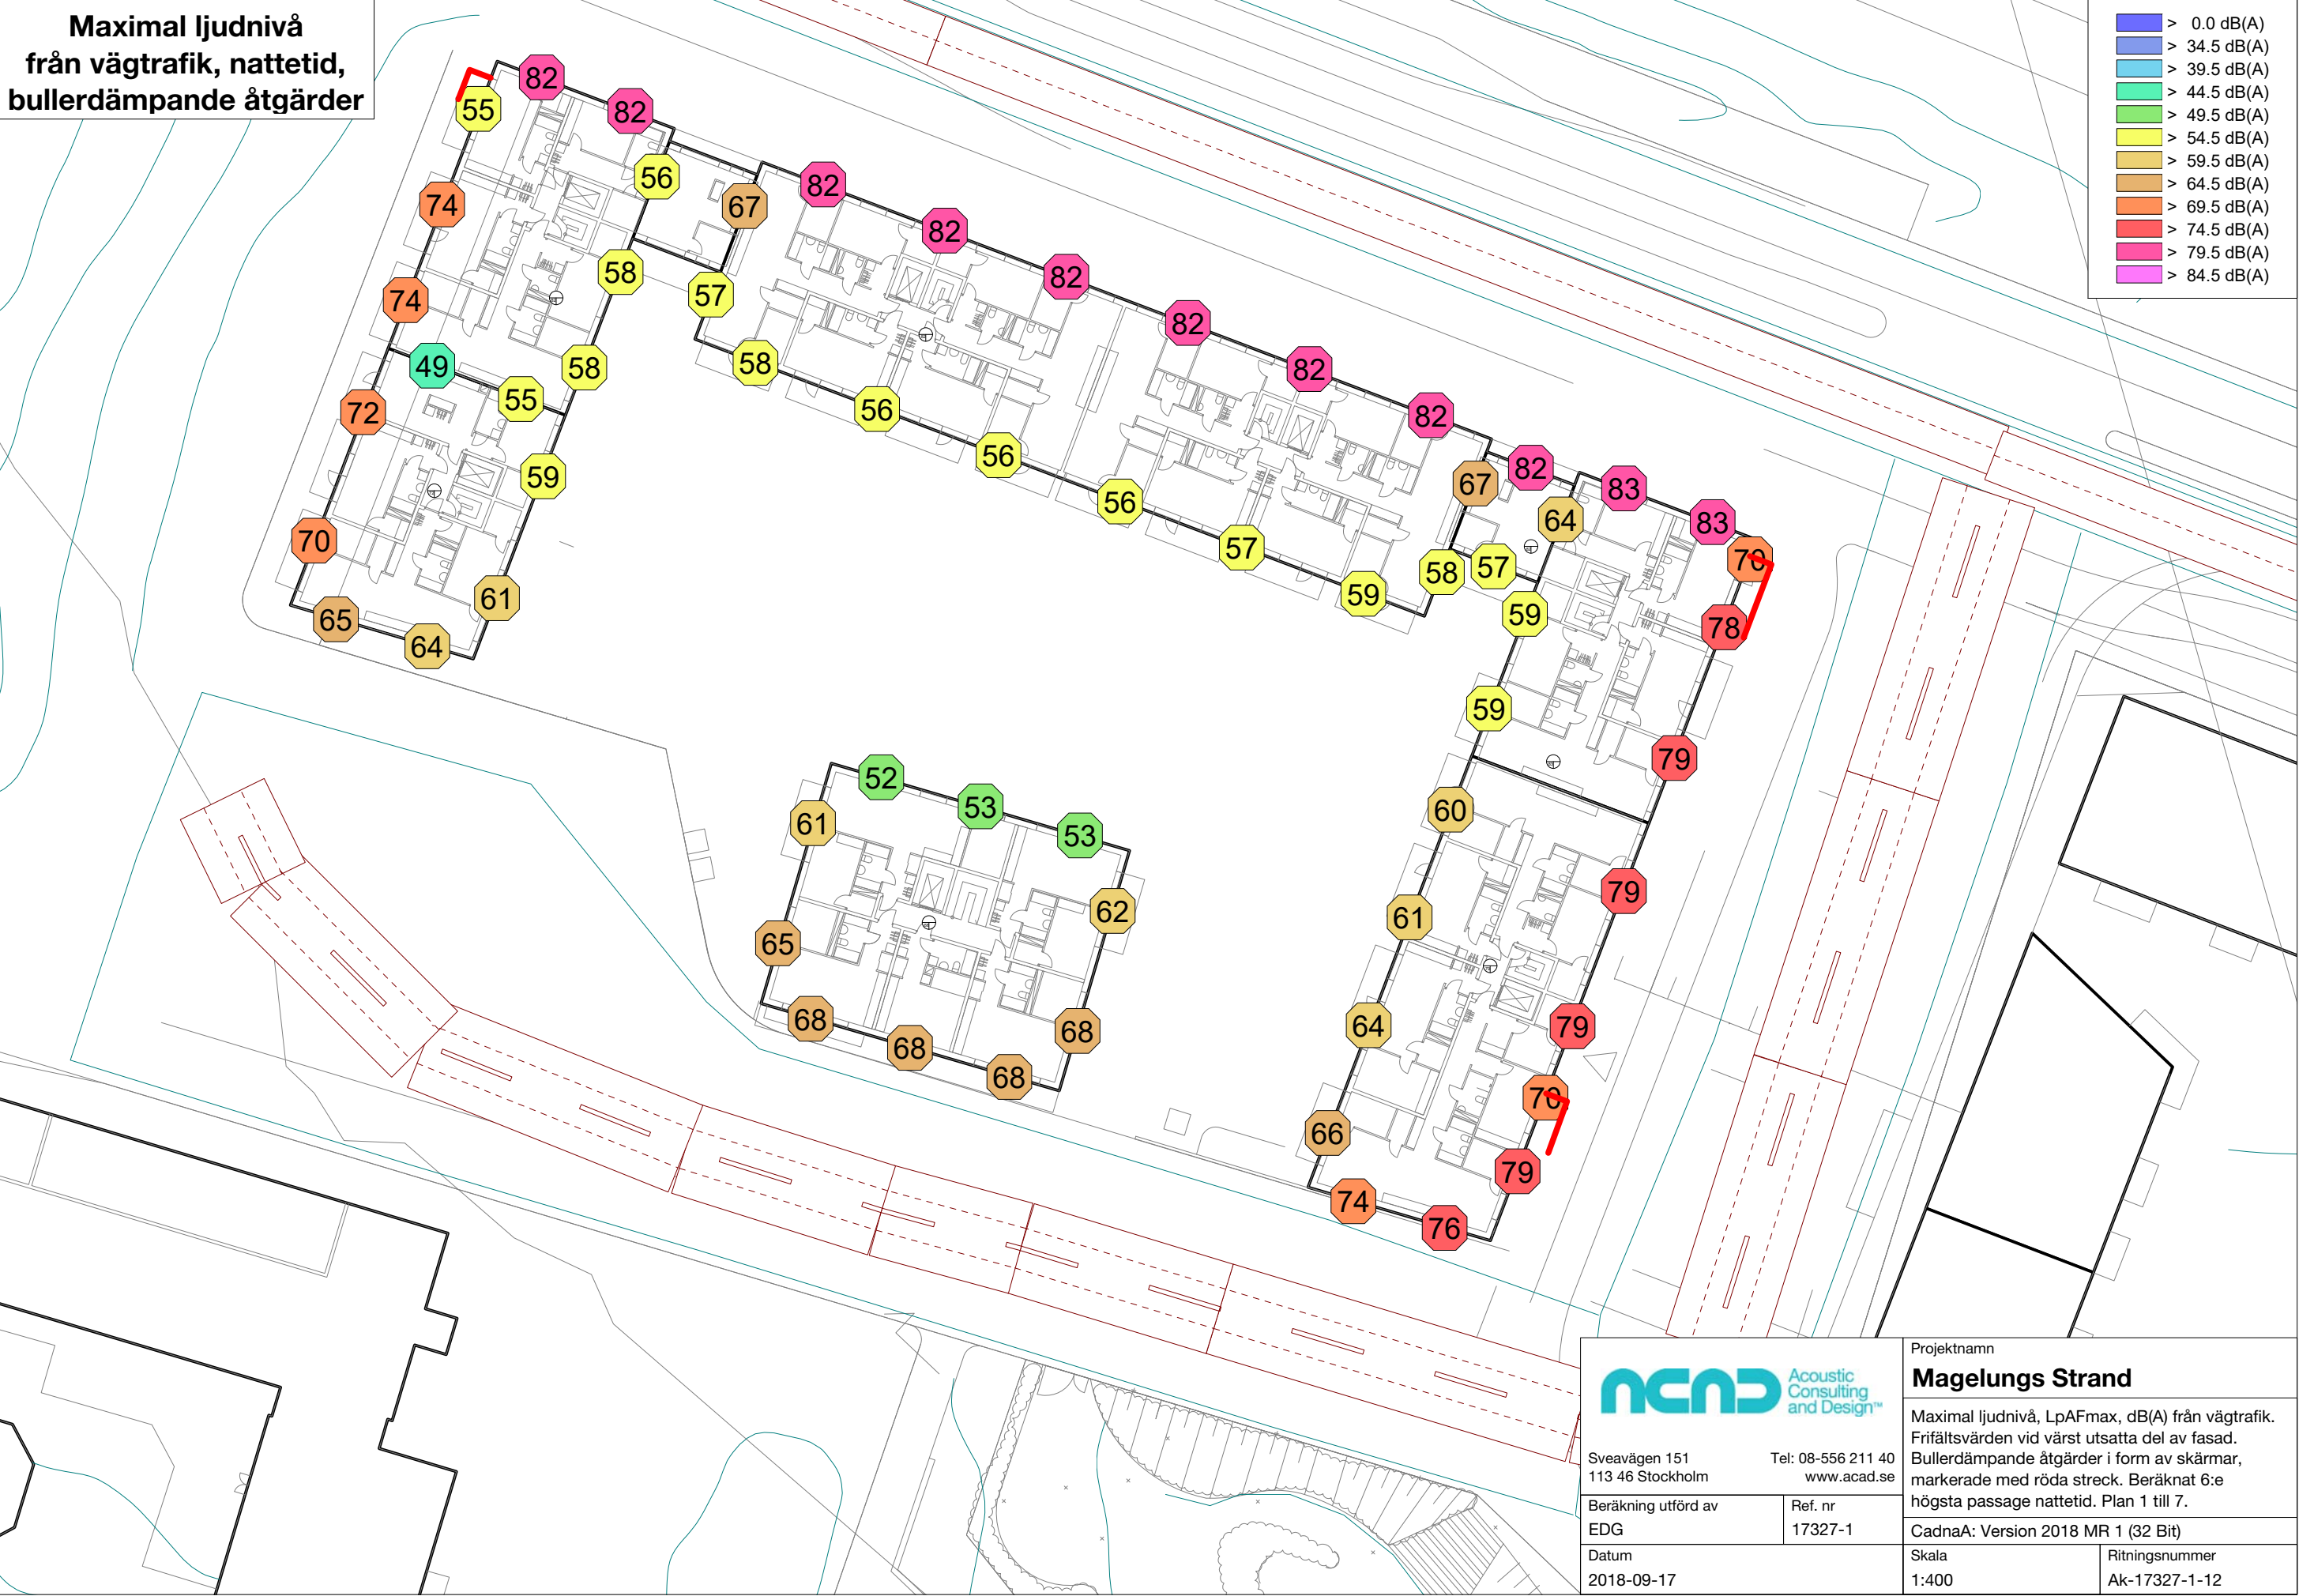 Maximal ljudnivå
från vägtrafik, nattetid,
bullerdämpande åtgärder
> 0.0 dB(A)
> 34.5 dB(A)
> 39.5 dB(A)
> 44.5 dB(A)
> 49.5 dB(A)
> 54.5 dB(A)
> 59.5 dB(A)
> 64.5 dB(A)
> 69.5 dB(A)
> 74.5 dB(A)
> 79.5 dB(A)
> 84.5 dB(A)
82
55
82
56
82
74
67
82
58
82
74
57
82
58
49
58
82
55
56
72
82
56
82
59
67
83
56
64
83
70
57
58
57
70
59
61
59
65
78
64
59
79
52
53
60
61
53
79
62
61
65
68
64
79
68
68
68
70
66
79
74
76
Acoustic
Consulting
and Design™
Sveavägen 151
113 46 Stockholm
Tel: 08-556 211 40
www.acad.se
Beräkning utförd av
EDG
Ref. nr
17327-1
Datum
2018-09-17
Projektnamn
Magelungs Strand
Maximal ljudnivå, LpAFmax, dB(A) från vägtrafik.
Frifältsvärden vid värst utsatta del av fasad.
Bullerdämpande åtgärder i form av skärmar,
markerade med röda streck. Beräknat 6:e
högsta passage nattetid. Plan 1 till 7.
CadnaA: Version 2018 MR 1 (32 Bit)
Skala
1:400
Ritningsnummer
Ak-17327-1-12